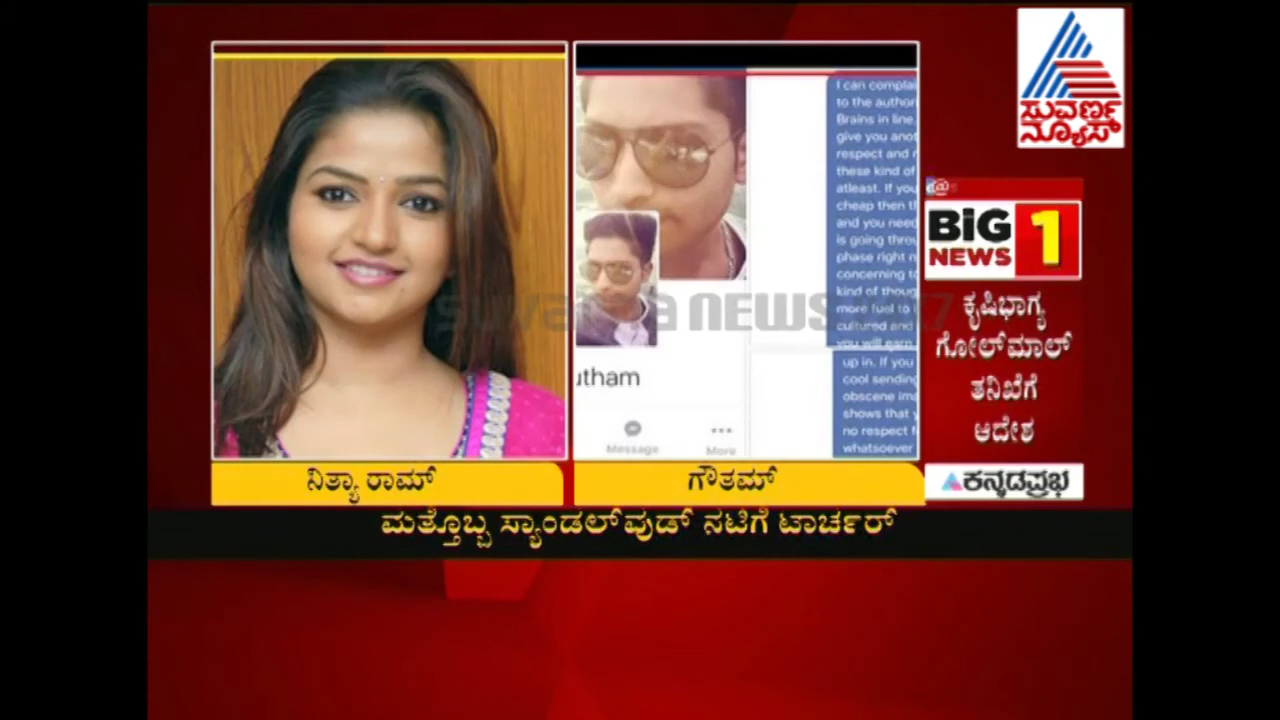 ಸುವರ್ಣ
ನ್ಯೂಸ್
I can complai
to the author
Brains in line.
give you anot
respect and r
these kind of
atleast. If you
cheap then th
and you need
is going throu
phase right n
concerning to
kind of thoug
more fuel to
cultured and
you will earn
up in. If you
cool sending
obscene ima
shows that y
no respect f
whatsoever
utham
Message
More
NEWS
BIG
NEWS
1
ಕೃಷಿಭಾಗ್ಯ
ಗೋಲ್‌ಮಾಲ್
ತನಿಖೆಗೆ
ಆದೇಶ
ಕನ್ನಡಪ್ರಭ
ನಿತ್ಯಾ ರಾಮ್
ಗೌತಮ್
ಮತ್ತೊಬ್ಬ ಸ್ಯಾಂಡಲ್‌ವುಡ್ ನಟಿಗೆ ಟಾರ್ಚರ್